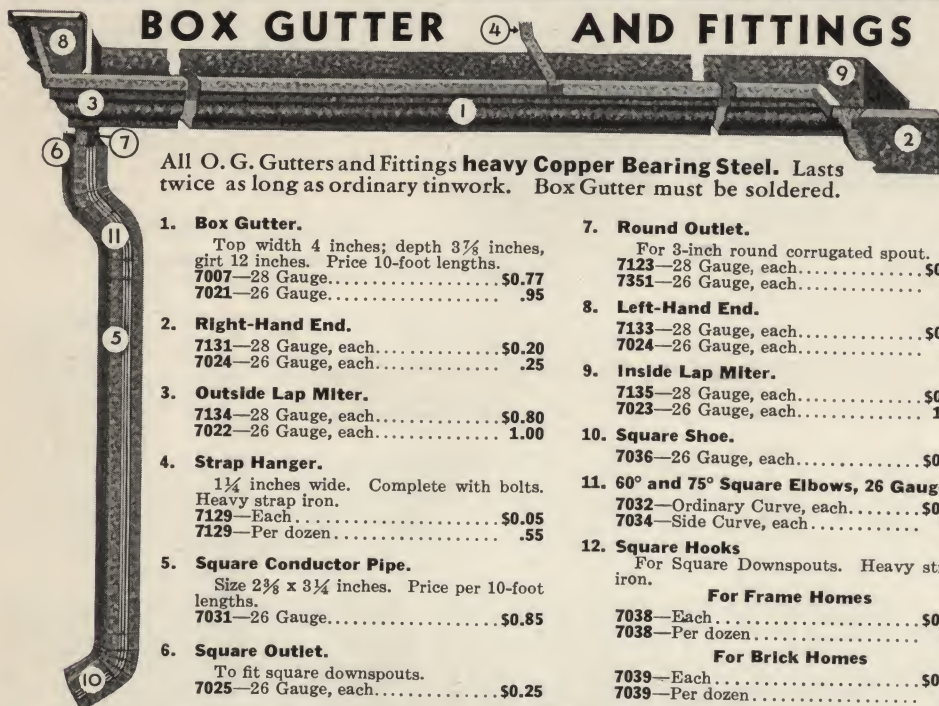 BOX GUTTER AND FITTINGS
8
4
9
3
1
2
6
7
11
5
10
All O. G. Gutters and Fittings heavy Copper Bearing Steel. Lasts
twice as long as ordinary tinwork. Box Gutter must be soldered.
1. Box Gutter.
Top width 4 inches; depth 3⅞ inches,
girt 12 inches. Price 10-foot lengths.
7007—28 Gauge....................$0.77
7021—26 Gauge.................... .95
2. Right-Hand End.
7131—28 Gauge, each..............$0.20
7024—26 Gauge, each.............. .25
3. Outside Lap Miter.
7134—28 Gauge, each..............$0.80
7022—26 Gauge, each.............. 1.00
4. Strap Hanger.
1¼ inches wide. Complete with bolts.
Heavy strap iron.
7129—Each........................$0.05
7129—Per dozen................... .55
5. Square Conductor Pipe.
Size 2⅜ x 3¼ inches. Price per 10-foot
lengths.
7031—26 Gauge....................$0.85
6. Square Outlet.
To fit square downspouts.
7025—26 Gauge, each..............$0.25
7. Round Outlet.
For 3-inch round corrugated spout.
7123—28 Gauge, each..............$0
7351—26 Gauge, each..............
8. Left-Hand End.
7133—28 Gauge, each..............$0
7024—26 Gauge, each..............
9. Inside Lap Miter.
7135—28 Gauge, each..............$0
7023—26 Gauge, each.............. 1
10. Square Shoe.
7036—26 Gauge, each..............$0
11. 60° and 75° Square Elbows, 26 Gaug
7032—Ordinary Curve, each........$0
7034—Side Curve, each............
12. Square Hooks
For Square Downspouts. Heavy st
iron.
For Frame Homes
7038—Each........................$0
7038—Per dozen...................
For Brick Homes
7039—Each........................$0
7039—Per dozen...................